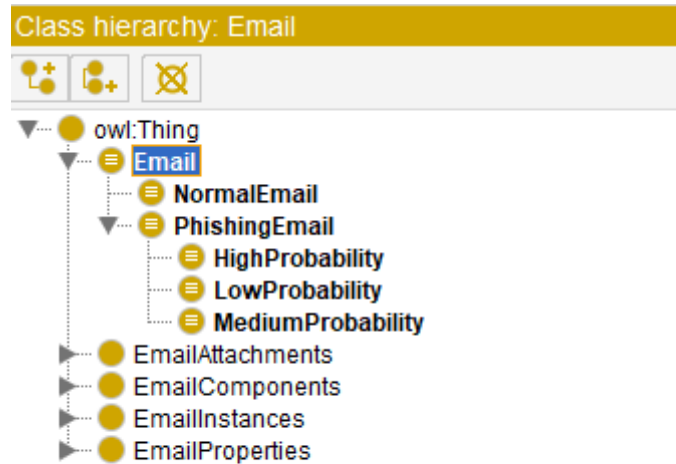 Class hierarchy: Email
owl:Thing
Email
NormalEmail
PhishingEmail
HighProbability
LowProbability
MediumProbability
EmailAttachments
EmailComponents
EmailInstances
EmailProperties